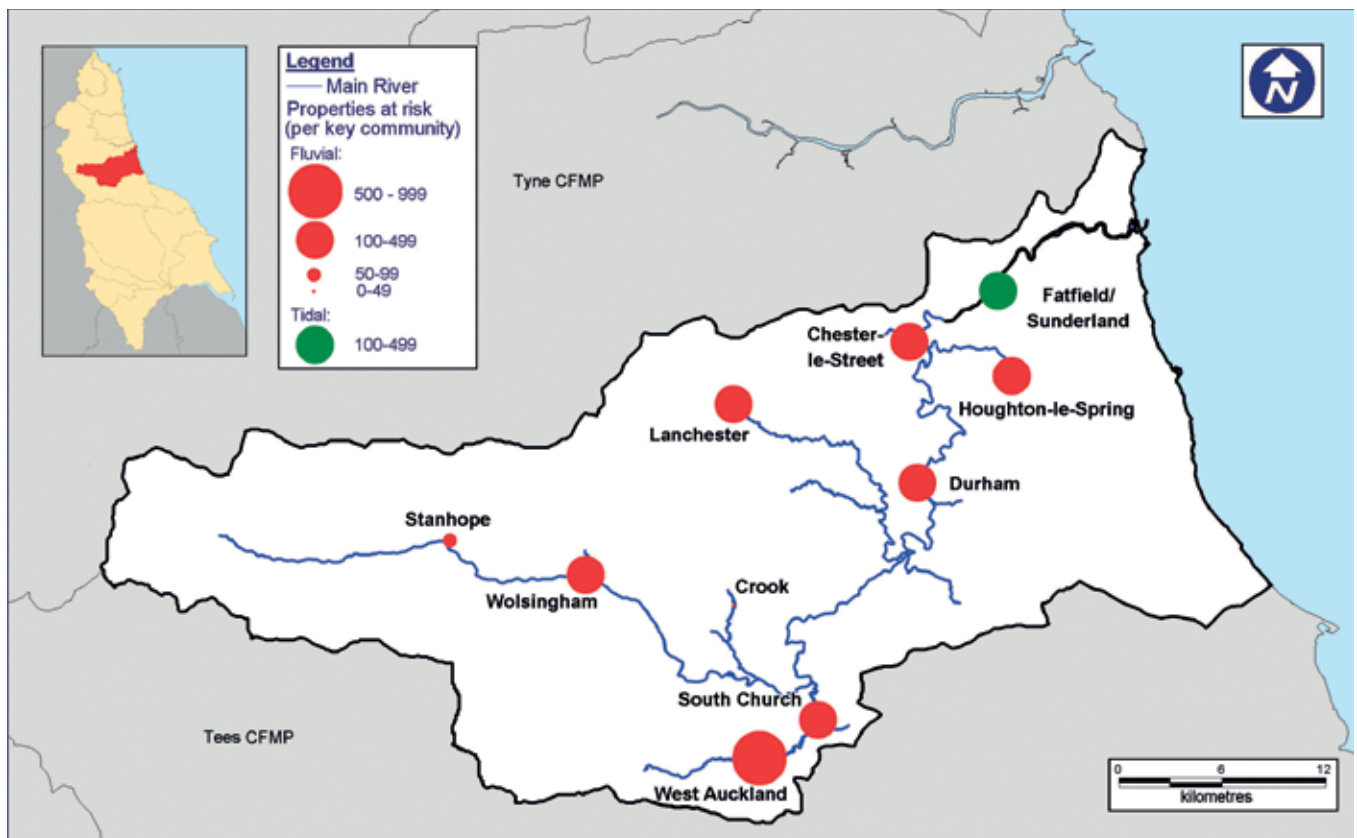 Legend
Main River
Properties at risk
(per key community)
Fluvial:
500 - 999
100-499
50-99
0-49
Tidal:
100-499
N
Tyne CFMP
Fatfield/
Sunderland
Chester-
le-Street
Houghton-le-Spring
Lanchester
Durham
Stanhope
Wolsingham
Crook
South Church
West Auckland
Tees CFMP
0 6 12
kilometres